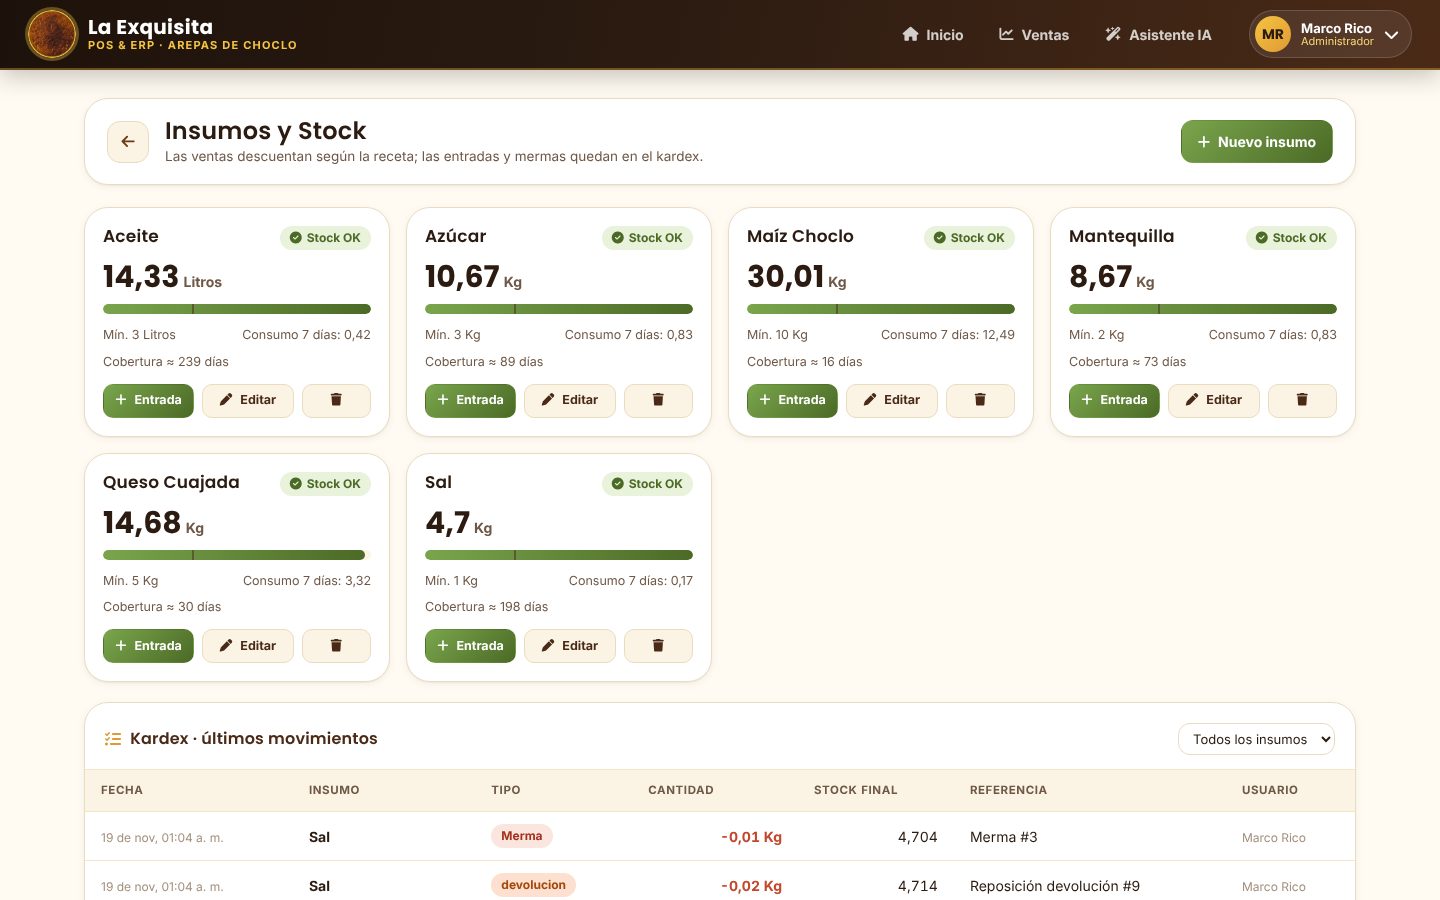 La Exquisita
POS & ERP · AREPAS DE CHOCLO
Inicio
Ventas
Asistente IA
MR
Marco Rico
Administrador
Insumos y Stock
Las ventas descuentan según la receta; las entradas y mermas quedan en el kardex.
Nuevo insumo
Aceite
Stock OK
14,33 Litros
Mín. 3 Litros
Consumo 7 días: 0,42
Cobertura ≈ 239 días
Entrada
Editar
Azúcar
Stock OK
10,67 Kg
Mín. 3 Kg
Consumo 7 días: 0,83
Cobertura ≈ 89 días
Entrada
Editar
Maíz Choclo
Stock OK
30,01 Kg
Mín. 10 Kg
Consumo 7 días: 12,49
Cobertura ≈ 16 días
Entrada
Editar
Mantequilla
Stock OK
8,67 Kg
Mín. 2 Kg
Consumo 7 días: 0,83
Cobertura ≈ 73 días
Entrada
Editar
Queso Cuajada
Stock OK
14,68 Kg
Mín. 5 Kg
Consumo 7 días: 3,32
Cobertura ≈ 30 días
Entrada
Editar
Sal
Stock OK
4,7 Kg
Mín. 1 Kg
Consumo 7 días: 0,17
Cobertura ≈ 198 días
Entrada
Editar
Kardex · últimos movimientos
Todos los insumos
FECHA INSUMO TIPO CANTIDAD STOCK FINAL REFERENCIA USUARIO
19 de nov, 01:04 a. m. Sal Merma -0,01 Kg 4,704 Merma #3 Marco Rico
19 de nov, 01:04 a. m. Sal devolucion -0,02 Kg 4,714 Reposición devolución #9 Marco Rico